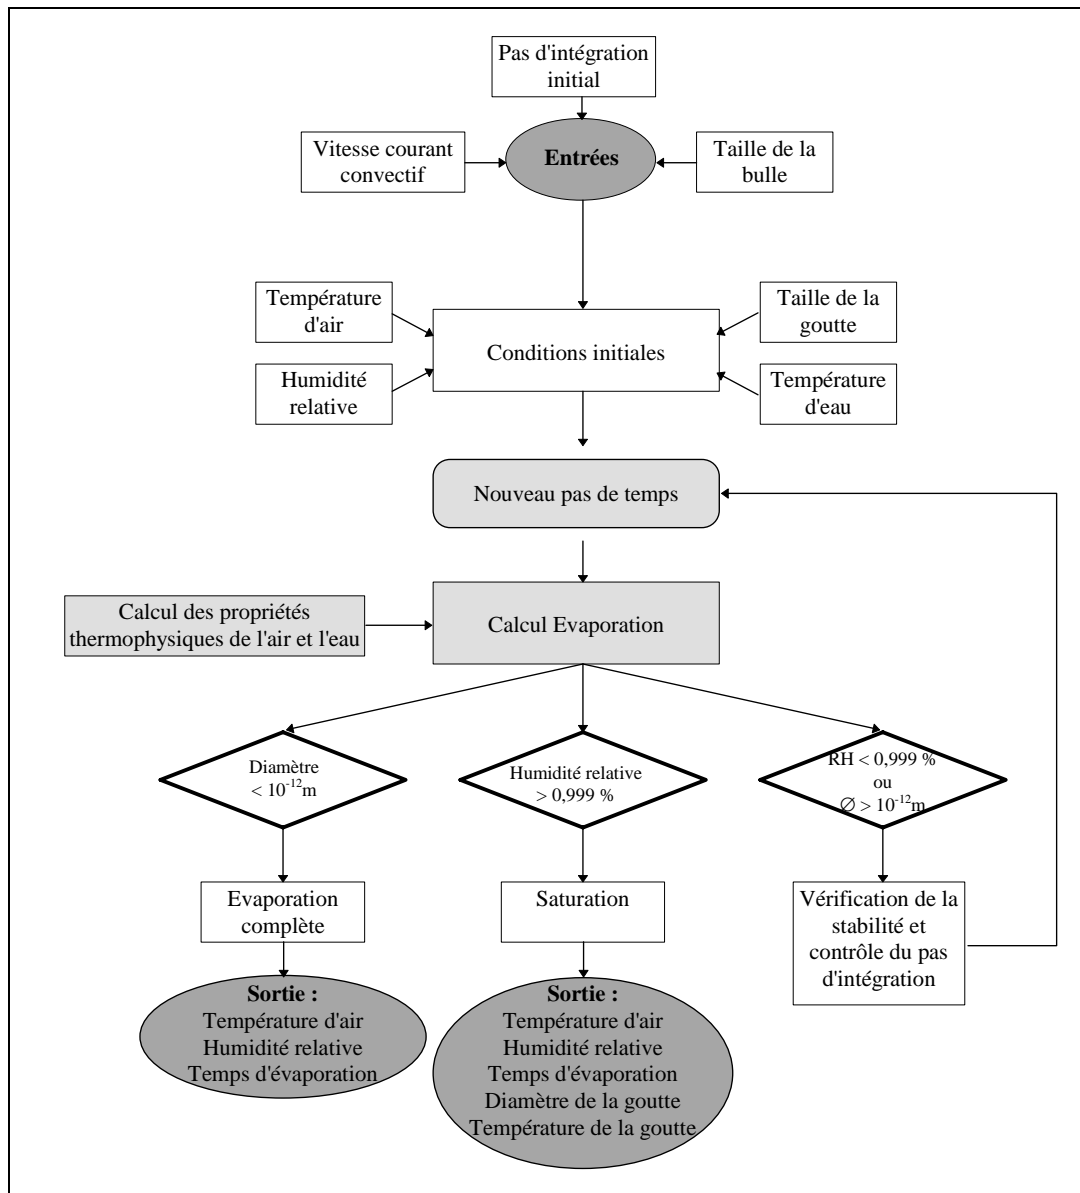 Pas d'intégration
initial
Vitesse courant
convectif
Entrées
Taille de la
bulle
Température
d'air
Taille de la
goutte
Conditions initiales
Humidité
relative
Température
d'eau
Nouveau pas de temps
Calcul des propriétés
thermophysiques de l'air et l'eau
Calcul Evaporation
Diamètre
< 10⁻¹²m
Humidité relative
> 0,999 %
RH < 0,999 %
ou
∅ > 10⁻¹²m
Evaporation
complète
Saturation
Vérification de la
stabilité et
contrôle du pas
d'intégration
Sortie :
Température d'air
Humidité relative
Temps d'évaporation
Sortie :
Température d'air
Humidité relative
Temps d'évaporation
Diamètre de la goutte
Température de la goutte